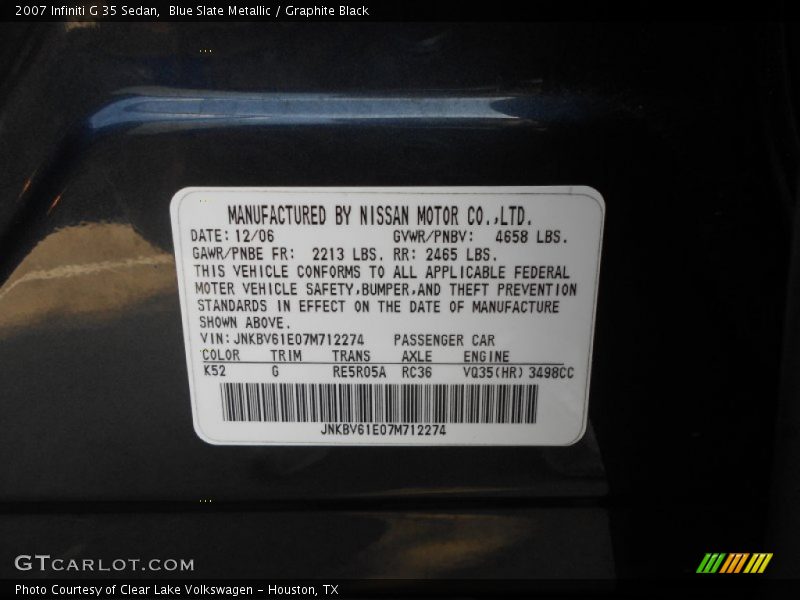 2007 Infiniti G 35 Sedan,  Blue Slate Metallic / Graphite Black
MANUFACTURED BY NISSAN MOTOR CO.,LTD.
DATE: 12/06 GVWR/PNBV: 4658 LBS.
GAWR/PNBE FR: 2213 LBS. RR: 2465 LBS.
THIS VEHICLE CONFORMS TO ALL APPLICABLE FEDERAL
MOTER VEHICLE SAFETY,BUMPER,AND THEFT PREVENTION
STANDARDS IN EFFECT ON THE DATE OF MANUFACTURE
SHOWN ABOVE.
VIN: JNKBV61E07M712274 PASSENGER CAR
COLOR TRIM TRANS AXLE ENGINE
K52 G RE5R05A RC36 VQ35(HR) 3498CC
JNKBV61E07M712274
GTCARLOT.COM
Photo Courtesy of Clear Lake Volkswagen - Houston, TX